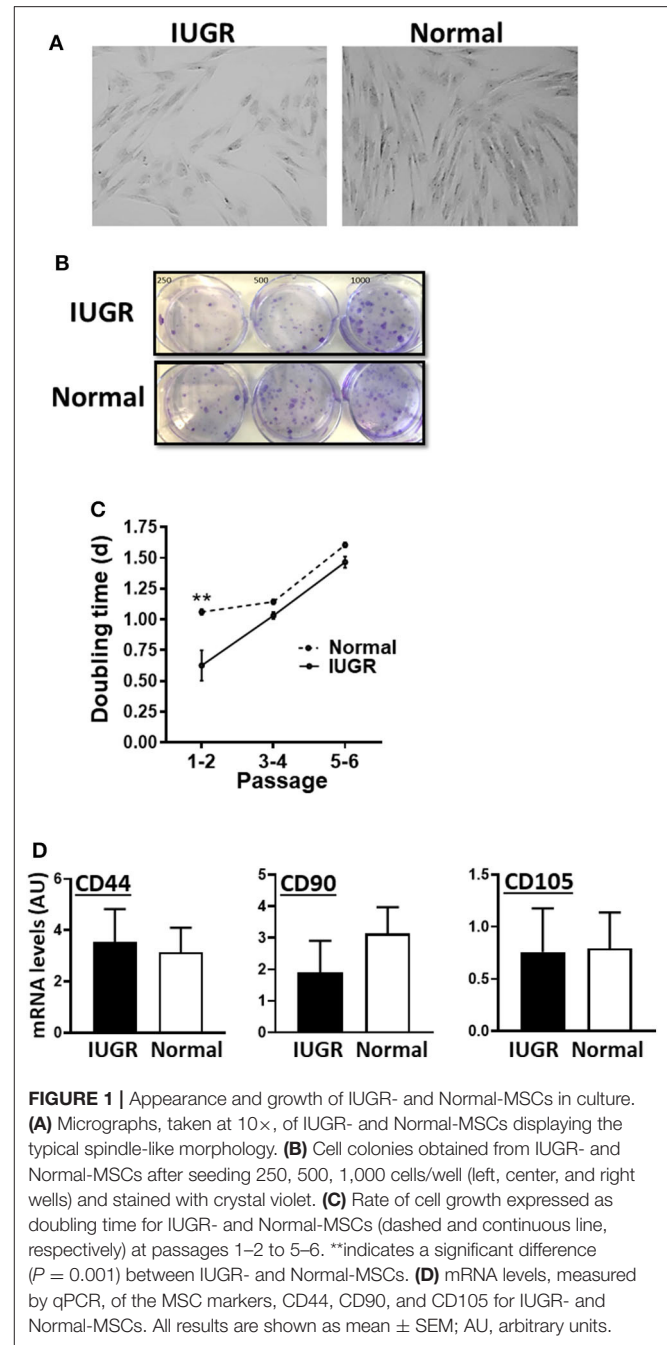 IUGR Normal
A
B
250 500 1000
IUGR
Normal
C
Doubling time (d)
1.75
1.50
1.25
1.00
0.75
0.50
0.25
0.00
**
Normal
IUGR
1-2 3-4 5-6
Passage
D
mRNA levels (AU)
CD44
6
4
2
0
IUGR Normal
CD90
5
4
3
2
1
0
IUGR Normal
CD105
1.5
1.0
0.5
0.0
IUGR Normal
FIGURE 1 | Appearance and growth of IUGR- and Normal-MSCs in culture.
(A) Micrographs, taken at 10×, of IUGR- and Normal-MSCs displaying the
typical spindle-like morphology. (B) Cell colonies obtained from IUGR- and
Normal-MSCs after seeding 250, 500, 1,000 cells/well (left, center, and right
wells) and stained with crystal violet. (C) Rate of cell growth expressed as
doubling time for IUGR- and Normal-MSCs (dashed and continuous line,
respectively) at passages 1–2 to 5–6. **indicates a significant difference
(P = 0.001) between IUGR- and Normal-MSCs. (D) mRNA levels, measured
by qPCR, of the MSC markers, CD44, CD90, and CD105 for IUGR- and
Normal-MSCs. All results are shown as mean ± SEM; AU, arbitrary units.